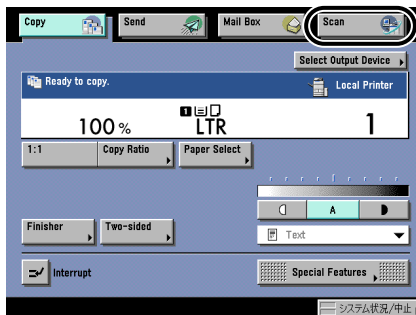 Copy Send Mail Box Scan
Select Output Device
Ready to copy. Local Printer
100 % 1 LTR 1
1:1 Copy Ratio Paper Select
A
Finisher Two-sided Text
Interrupt Special Features
システム状況/中止